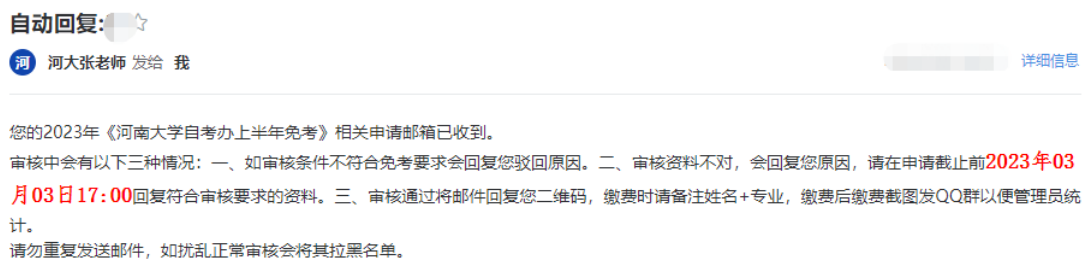 自动回复:
河 河大张老师 发给 我 详细信息
您的2023年《河南大学自考办上半年免考》相关申请邮箱已收到。
审核中会有以下三种情况：一、如审核条件不符合免考要求会回复您驳回原因。二、审核资料不对，会回复您原因，请在申请截止前2023年03
月03日17:00回复符合审核要求的资料。三、审核通过将邮件回复您二维码，缴费时请备注姓名+专业，缴费后缴费截图发QQ群以便管理员统
计。
请勿重复发送邮件，如扰乱正常审核会将其拉黑名单。